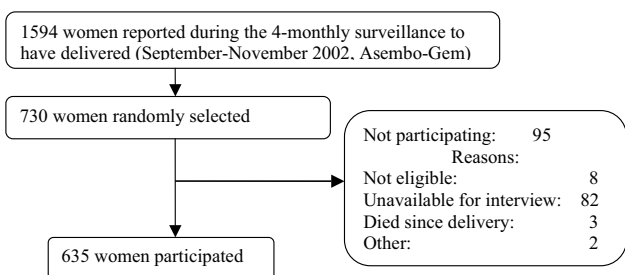 1594 women reported during the 4-monthly surveillance to
have delivered (September-November 2002, Asembo-Gem)
730 women randomly selected
Not participating: 95
Reasons:
Not eligible: 8
Unavailable for interview: 82
Died since delivery: 3
Other: 2
635 women participated